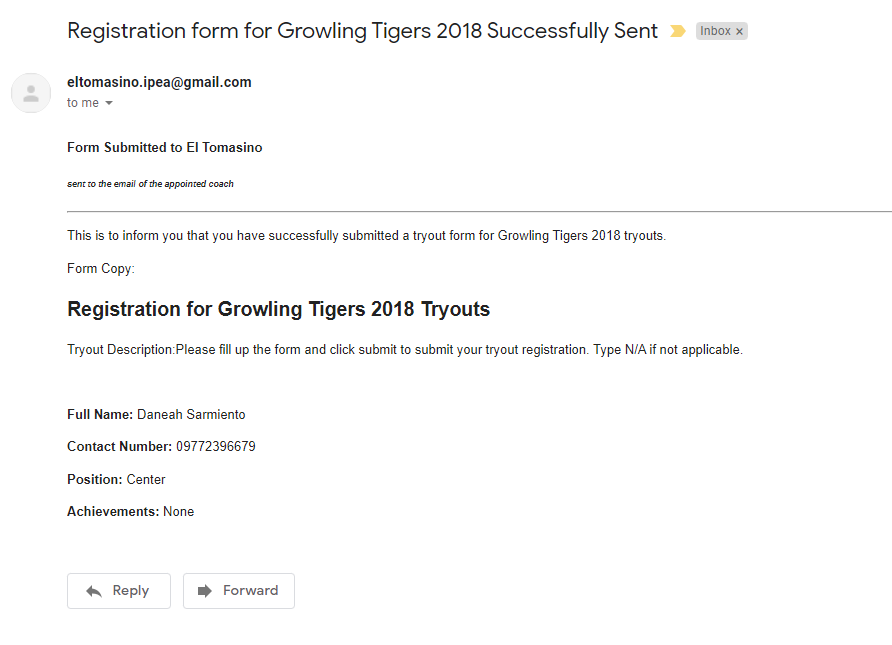 Registration form for Growling Tigers 2018 Successfully Sent
Inbox ×
eltomasino.ipea@gmail.com
to me
Form Submitted to El Tomasino
sent to the email of the appointed coach
This is to inform you that you have successfully submitted a tryout form for Growling Tigers 2018 tryouts.
Form Copy:
Registration for Growling Tigers 2018 Tryouts
Tryout Description:Please fill up the form and click submit to submit your tryout registration. Type N/A if not applicable.
Full Name: Daneah Sarmiento
Contact Number: 09772396679
Position: Center
Achievements: None
Reply
Forward